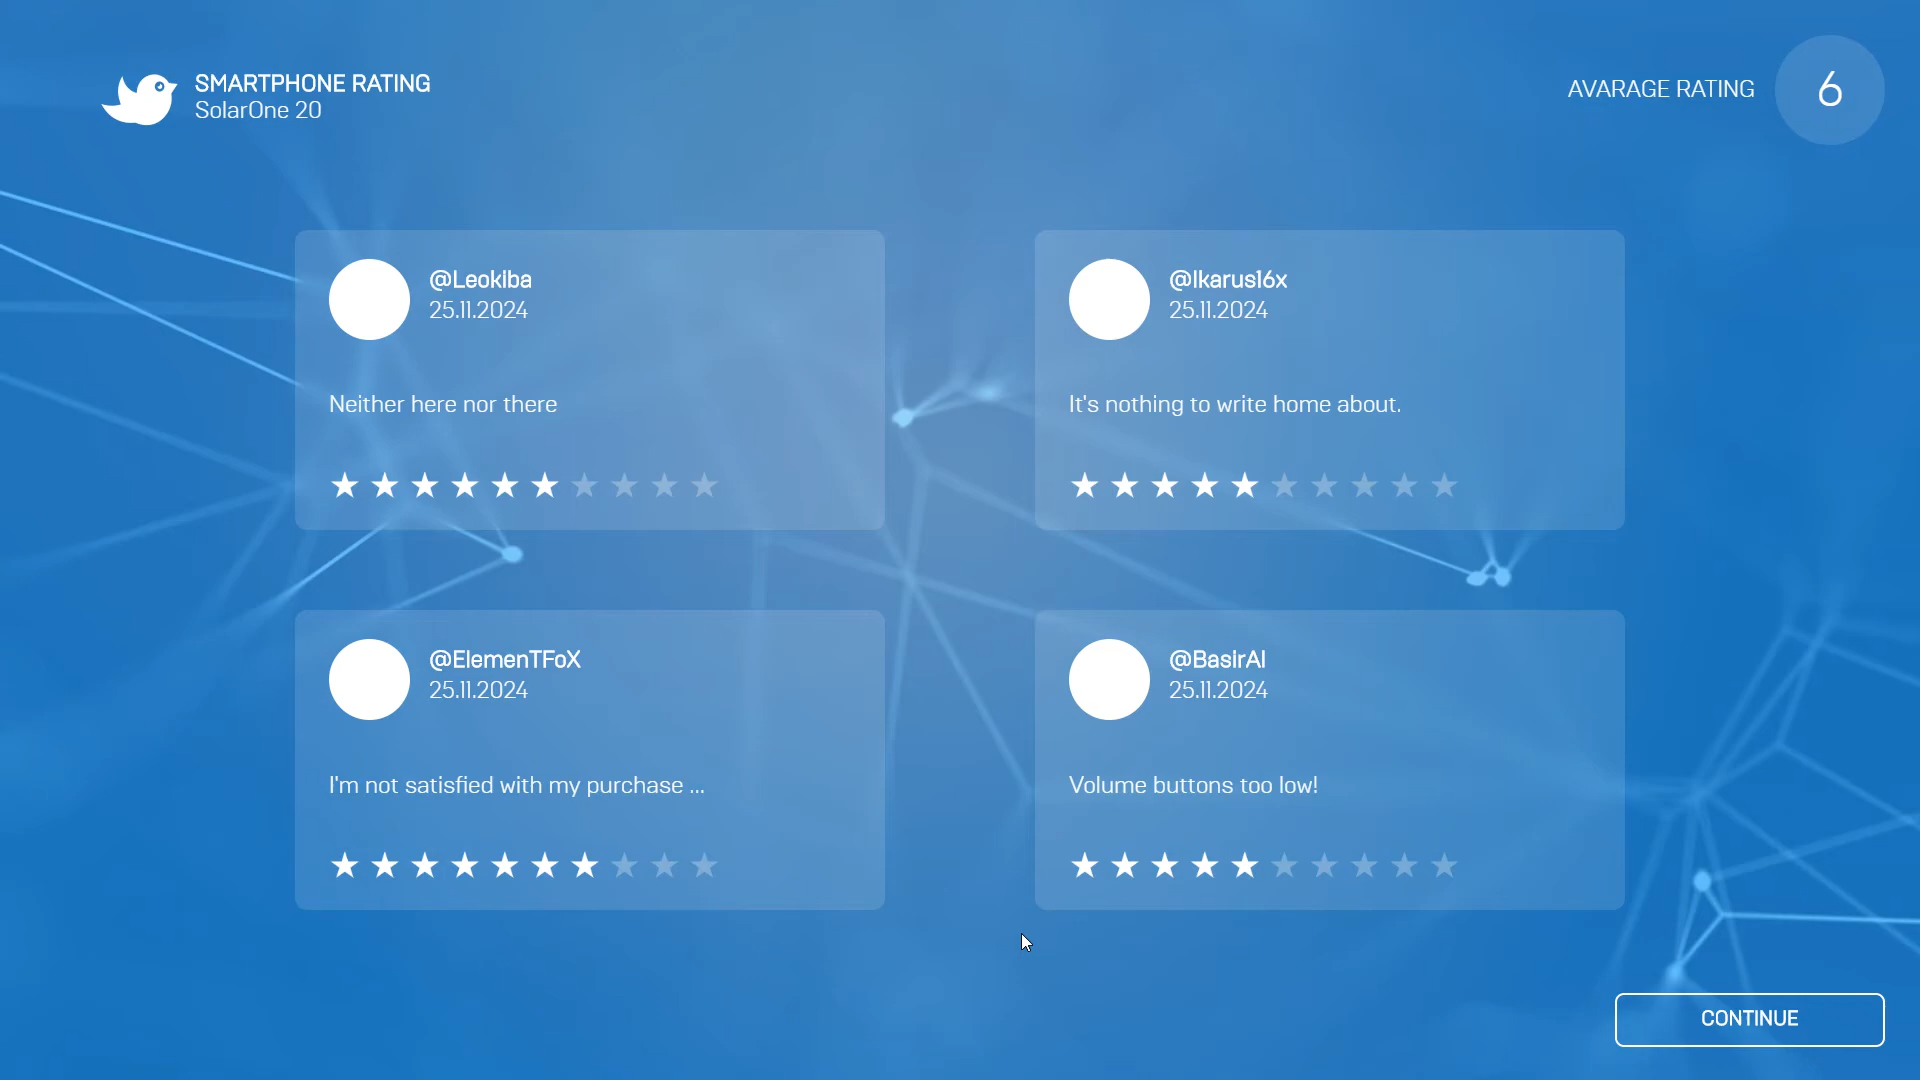 SMARTPHONE RATING
SolarOne 20
AVARAGE RATING
6
@Leokiba
25.11.2024
Neither here nor there
@Ikarus16x
25.11.2024
It's nothing to write home about.
@ElemenTFoX
25.11.2024
I'm not satisfied with my purchase ...
@BasirAl
25.11.2024
Volume buttons too low!
CONTINUE